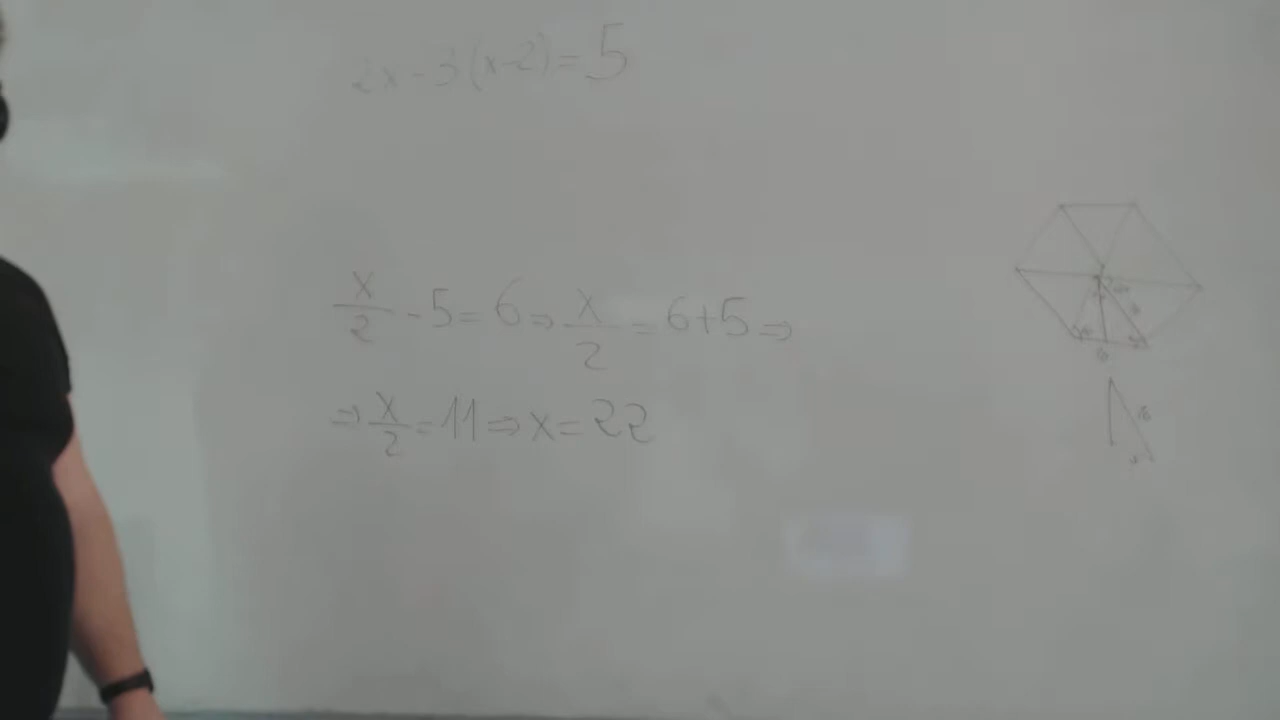 2x-3(x-2)=5
x/2 - 5 = 6 ⇒ x/2 = 6+5 ⇒
⇒ x/2 = 11 ⇒ x = 22